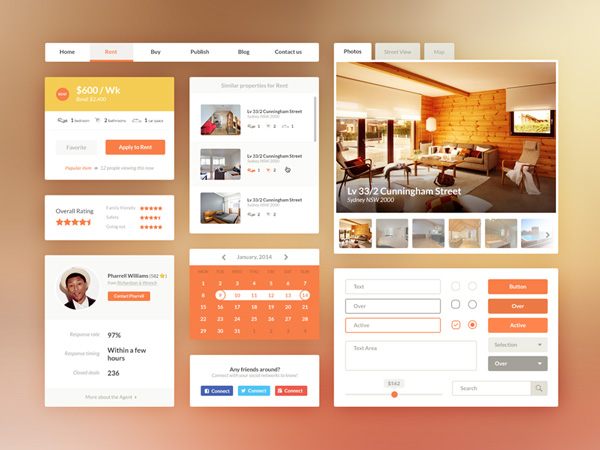 Home Rent Buy Publish Blog Contact us
RENT
$600 / Wk
Bond: $2,400
1 bedroom 2 bathrooms 1 car space
Favorite
Apply to Rent
Popular item 12 people viewing this now
Overall Rating
Family friendly
Safety
Going out
Pharrell Williams
from
Contact Pharrell
Response rate 97%
Response timing Within a few
hours
Closed deals 236
More about this Agent
Similar properties for Rent
Lv 33/2 Cunningham Street
Sydney NSW 2000
1 2 1
Lv 33/2 Cunningham Street
Sydney NSW 2000
1 2 1
Lv 33/2 Cunningham Street
Sydney NSW 2000
1 2
January, 2014
MON TUE WED THU FRI SAT SUN
1 2 3 4 5 6 7
8 9 10 11 12 13 14
15 16 17 18 19 20 21
22 23 24 25 26 27 28
29 30 31 1 2 3 4
Any friends around?
Connect with your social networks to know!
Connect
Connect
Connect
Photos Street View Map
Lv 33/2 Cunningham Street
Sydney NSW 2000
Text
Button
Over
Over
Active
Active
Text Area
Selection
Over
$562
Search